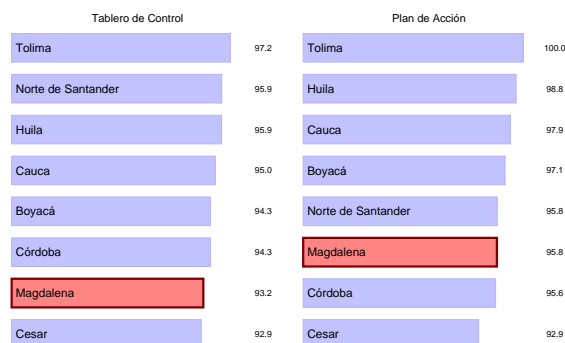 Tablero de Control
Tolima 97.2
Norte de Santander 95.9
Huila 95.9
Cauca 95.0
Boyacá 94.3
Córdoba 94.3
Magdalena 93.2
Cesar 92.9
Plan de Acción
Tolima 100.0
Huila 98.8
Cauca 97.9
Boyacá 97.1
Norte de Santander 95.8
Magdalena 95.8
Córdoba 95.6
Cesar 92.9